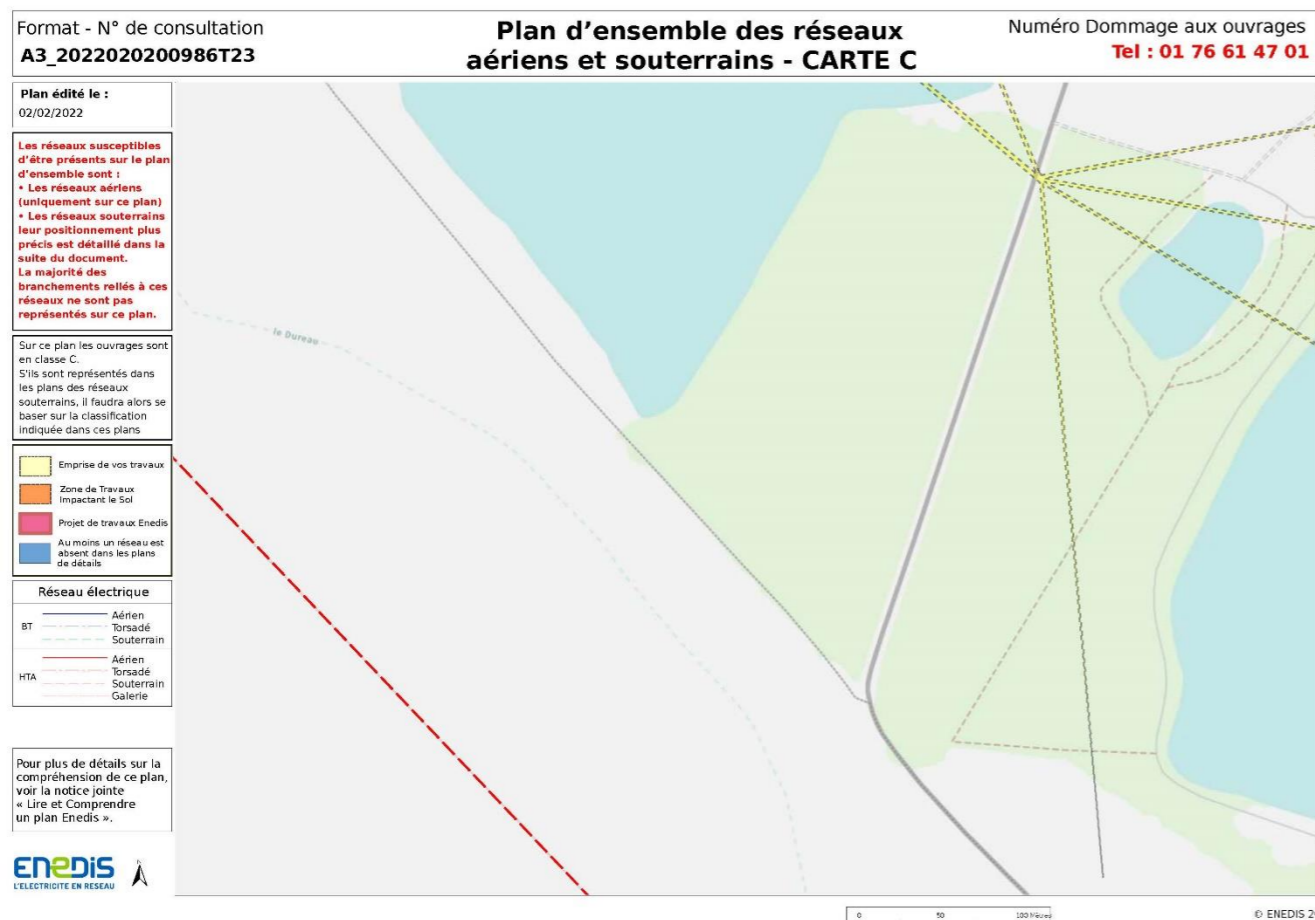 Format - N° de consultation
A3_2022020200986T23
Plan d'ensemble des réseaux
aériens et souterrains - CARTE C
Numéro Dommage aux ouvrages
Tel : 01 76 61 47 01
Plan édité le :
02/02/2022
Les réseaux susceptibles
d'être présents sur le plan
d'ensemble sont :
• Les réseaux aériens
(uniquement sur ce plan)
• Les réseaux souterrains
leur positionnement plus
précis est détaillé dans la
suite du document.
La majorité des
branchements rellés à ces
réseaux ne sont pas
représentés sur ce plan.
Sur ce plan les ouvrages sont
en classe C.
S'ils sont représentés dans
les plans des réseaux
souterrains, il faudra alors se
baser sur la classification
indiquée dans ces plans
Emprise de vos travaux
Zone de Travaux
Impactant le Sol
Projet de travaux Enedis
Au moins un réseau est
absent dans les plans
de détails
Réseau électrique
BT
Aérien
Torsadé
Souterrain
HTA
Aérien
Torsadé
Souterrain
Galerie
Pour plus de détails sur la
compréhension de ce plan,
voir la notice jointe
« Lire et Comprendre
un plan Enedis ».
ENEDIS
L'ELECTRICITE EN RESEAU
le Dureau
0 50 100 Mètres
© ENEDIS 2